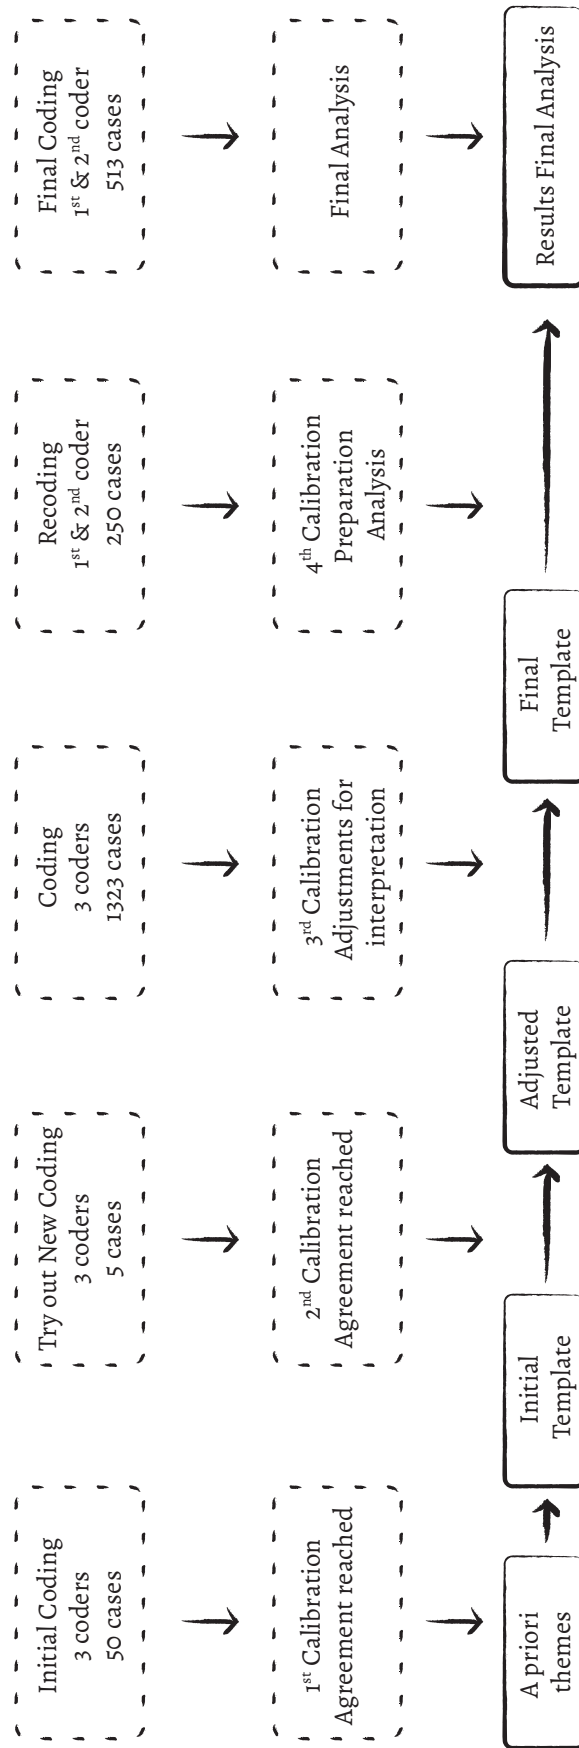 Initial Coding
3 coders
50 cases
Try out New Coding
3 coders
5 cases
Coding
3 coders
1323 cases
Recoding
1st & 2nd coder
250 cases
Final Coding
1st & 2nd coder
513 cases
1st Calibration
Agreement reached
2nd Calibration
Agreement reached
3rd Calibration
Adjustments for
interpretation
4th Calibration
Preparation
Analysis
Final Analysis
A priori
themes
Initial
Template
Adjusted
Template
Final
Template
Results Final Analysis